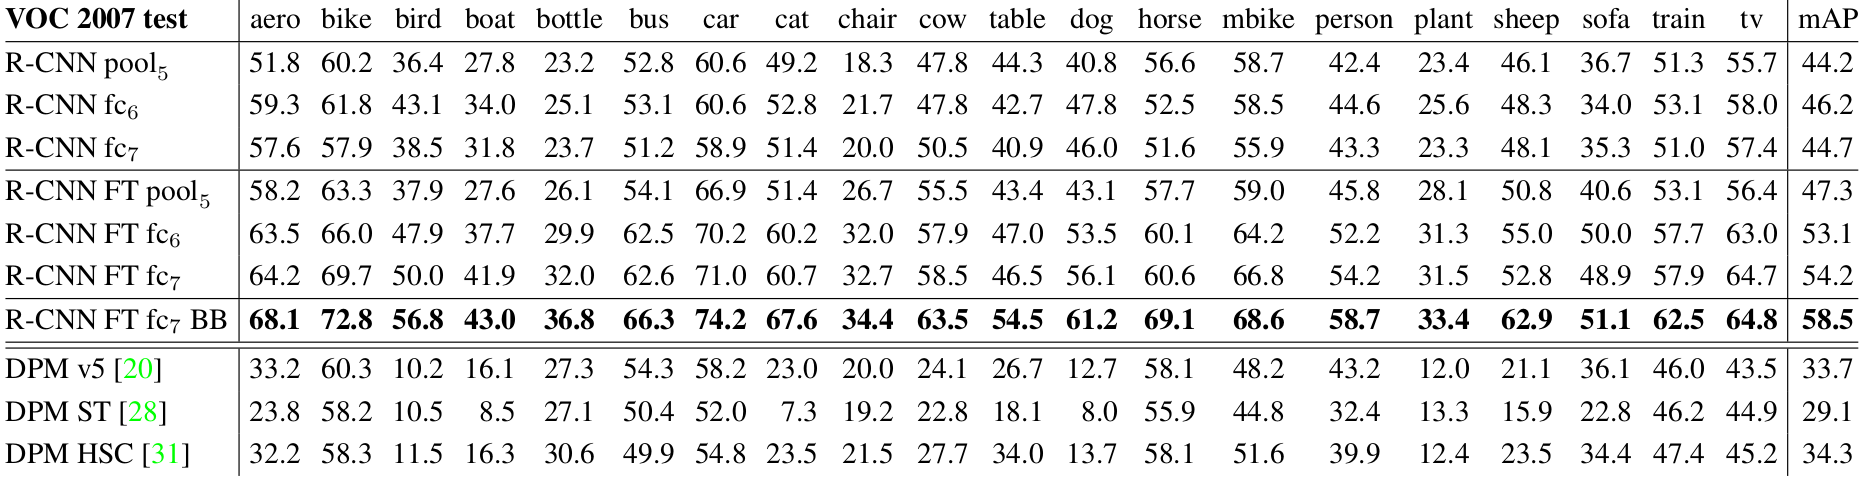 VOC 2007 test aero bike bird boat bottle bus car cat chair cow table dog horse mbike person plant sheep sofa train tv mAP
R-CNN pool5 51.8 60.2 36.4 27.8 23.2 52.8 60.6 49.2 18.3 47.8 44.3 40.8 56.6 58.7 42.4 23.4 46.1 36.7 51.3 55.7 44.2
R-CNN fc6 59.3 61.8 43.1 34.0 25.1 53.1 60.6 52.8 21.7 47.8 42.7 47.8 52.5 58.5 44.6 25.6 48.3 34.0 53.1 58.0 46.2
R-CNN fc7 57.6 57.9 38.5 31.8 23.7 51.2 58.9 51.4 20.0 50.5 40.9 46.0 51.6 55.9 43.3 23.3 48.1 35.3 51.0 57.4 44.7
R-CNN FT pool5 58.2 63.3 37.9 27.6 26.1 54.1 66.9 51.4 26.7 55.5 43.4 43.1 57.7 59.0 45.8 28.1 50.8 40.6 53.1 56.4 47.3
R-CNN FT fc6 63.5 66.0 47.9 37.7 29.9 62.5 70.2 60.2 32.0 57.9 47.0 53.5 60.1 64.2 52.2 31.3 55.0 50.0 57.7 63.0 53.1
R-CNN FT fc7 64.2 69.7 50.0 41.9 32.0 62.6 71.0 60.7 32.7 58.5 46.5 56.1 60.6 66.8 54.2 31.5 52.8 48.9 57.9 64.7 54.2
R-CNN FT fc7 BB 68.1 72.8 56.8 43.0 36.8 66.3 74.2 67.6 34.4 63.5 54.5 61.2 69.1 68.6 58.7 33.4 62.9 51.1 62.5 64.8 58.5
DPM v5 [20] 33.2 60.3 10.2 16.1 27.3 54.3 58.2 23.0 20.0 24.1 26.7 12.7 58.1 48.2 43.2 12.0 21.1 36.1 46.0 43.5 33.7
DPM ST [28] 23.8 58.2 10.5 8.5 27.1 50.4 52.0 7.3 19.2 22.8 18.1 8.0 55.9 44.8 32.4 13.3 15.9 22.8 46.2 44.9 29.1
DPM HSC [31] 32.2 58.3 11.5 16.3 30.6 49.9 54.8 23.5 21.5 27.7 34.0 13.7 58.1 51.6 39.9 12.4 23.5 34.4 47.4 45.2 34.3